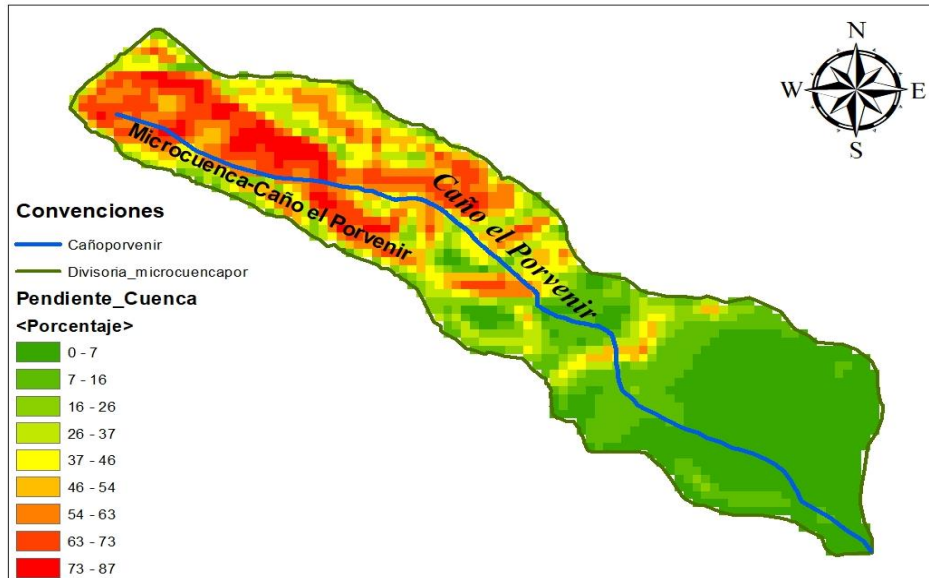 N
W
E
S
Microcuenca-Caño el Porvenir
Caño el Porvenir
Convenciones
Cañoporvenir
Divisoria_microcuencapor
Pendiente_Cuenca
<Porcentaje>
0 - 7
7 - 16
16 - 26
26 - 37
37 - 46
46 - 54
54 - 63
63 - 73
73 - 87